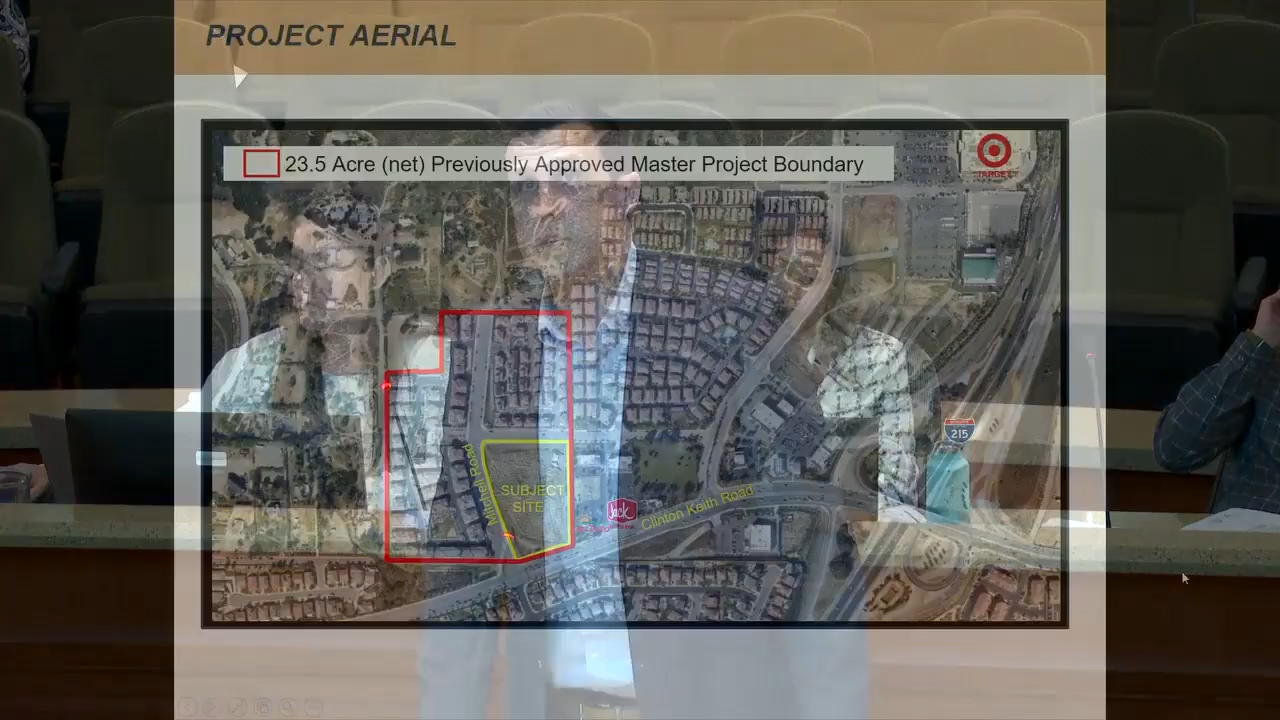 PROJECT AERIAL
23.5 Acre (net) Previously Approved Master Project Boundary
TARGET
215
Mitchell Road
SUBJECT
SITE
Jack
Clinton Keith Road